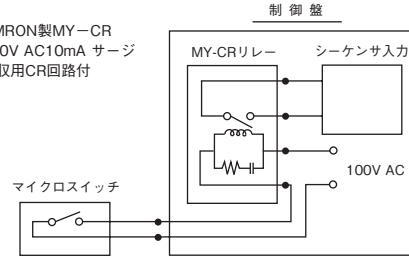 制 御 盤
MRON製MY－CR
00V AC10mA サージ
収用CR回路付
MY-CRリレー
シーケンサ入力
100V AC
マイクロスイッチ